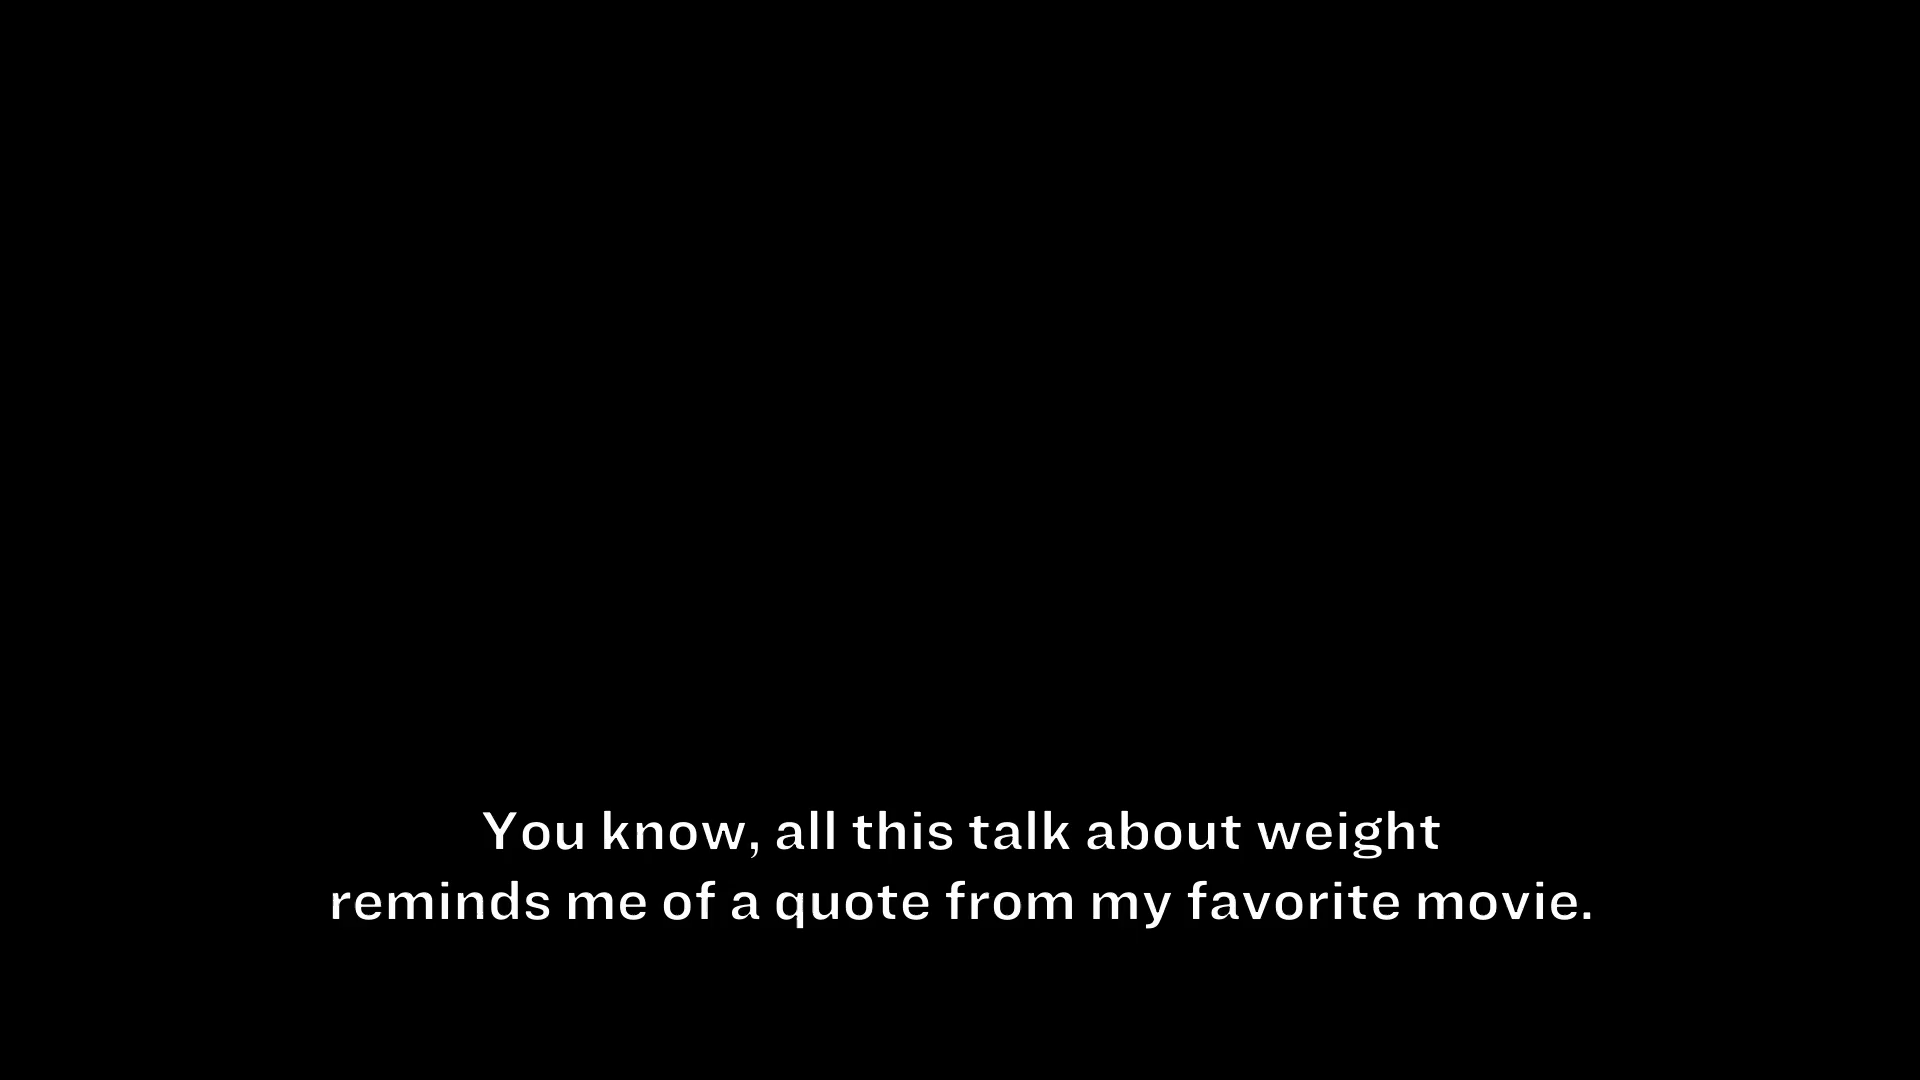 You know, all this talk about weight
reminds me of a quote from my favorite movie.